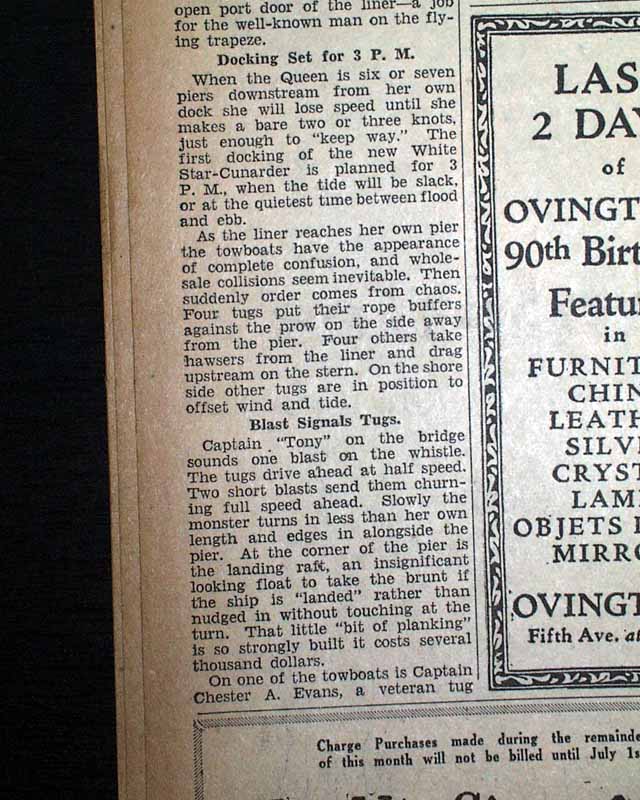 open port door of the liner—a job
for the well-known man on the fly-
ing trapeze.
Docking Set for 3 P. M.
When the Queen is six or seven
piers downstream from her own
dock she will lose speed until she
makes a bare two or three knots,
just enough to "keep way." The
first docking of the new White
Star-Cunarder is planned for 3
P. M., when the tide will be slack,
or at the quietest time between flood
and ebb.
As the liner reaches her own pier
the towboats have the appearance
of complete confusion, and whole-
sale collisions seem inevitable. Then
suddenly order comes from chaos.
Four tugs put their rope buffers
against the prow on the side away
from the pier. Four others take
hawsers from the liner and drag
upstream on the stern. On the shore
side other tugs are in position to
offset wind and tide.
Blast Signals Tugs.
Captain "Tony" on the bridge
sounds one blast on the whistle.
The tugs drive ahead at half speed.
Two short blasts send them churn-
ing full speed ahead. Slowly the
monster turns in less than her own
length and edges in alongside the
pier. At the corner of the pier is
the landing raft, an insignificant
looking float to take the brunt if
the ship is "landed" rather than
nudged in without touching at the
turn. That little "bit of planking"
is so strongly built it costs several
thousand dollars.
On one of the towboats is Captain
Chester A. Evans, a veteran tug
LAS
2 DA
of
OVINGT
90th Birt
Featu
in
FURNIT
CHIN
LEATH
SILV
CRYST
LAM
OBJETS
MIRRO
OVINGT
Fifth Ave. at
Charge Purchases made during the remainde
of this month will not be billed until July 1s